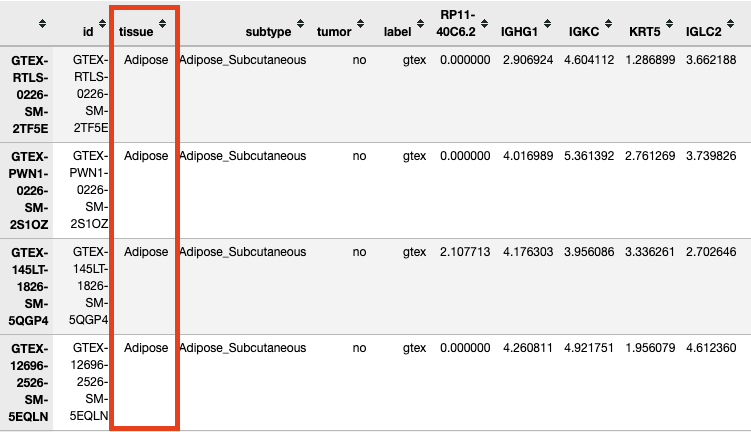 id tissue subtype tumor label RP11-40C6.2 IGHG1 IGKC KRT5 IGLC2
GTEX- GTEX- Adipose Adipose_Subcutaneous no gtex 0.000000 2.906924 4.604112 1.286899 3.662188
RTLS- RTLS-
0226- 0226-
SM- SM-
2TF5E 2TF5E
GTEX- GTEX- Adipose Adipose_Subcutaneous no gtex 0.000000 4.016989 5.361392 2.761269 3.739826
PWN1- PWN1-
0226- 0226-
SM- SM-
2S1OZ 2S1OZ
GTEX- GTEX- Adipose Adipose_Subcutaneous no gtex 2.107713 4.176303 3.956086 3.336261 2.702646
145LT- 145LT-
1826- 1826-
SM- SM-
5QGP4 5QGP4
GTEX- GTEX- Adipose Adipose_Subcutaneous no gtex 0.000000 4.260811 4.921751 1.956079 4.612360
12696- 12696-
2526- 2526-
SM- SM-
5EQLN 5EQLN